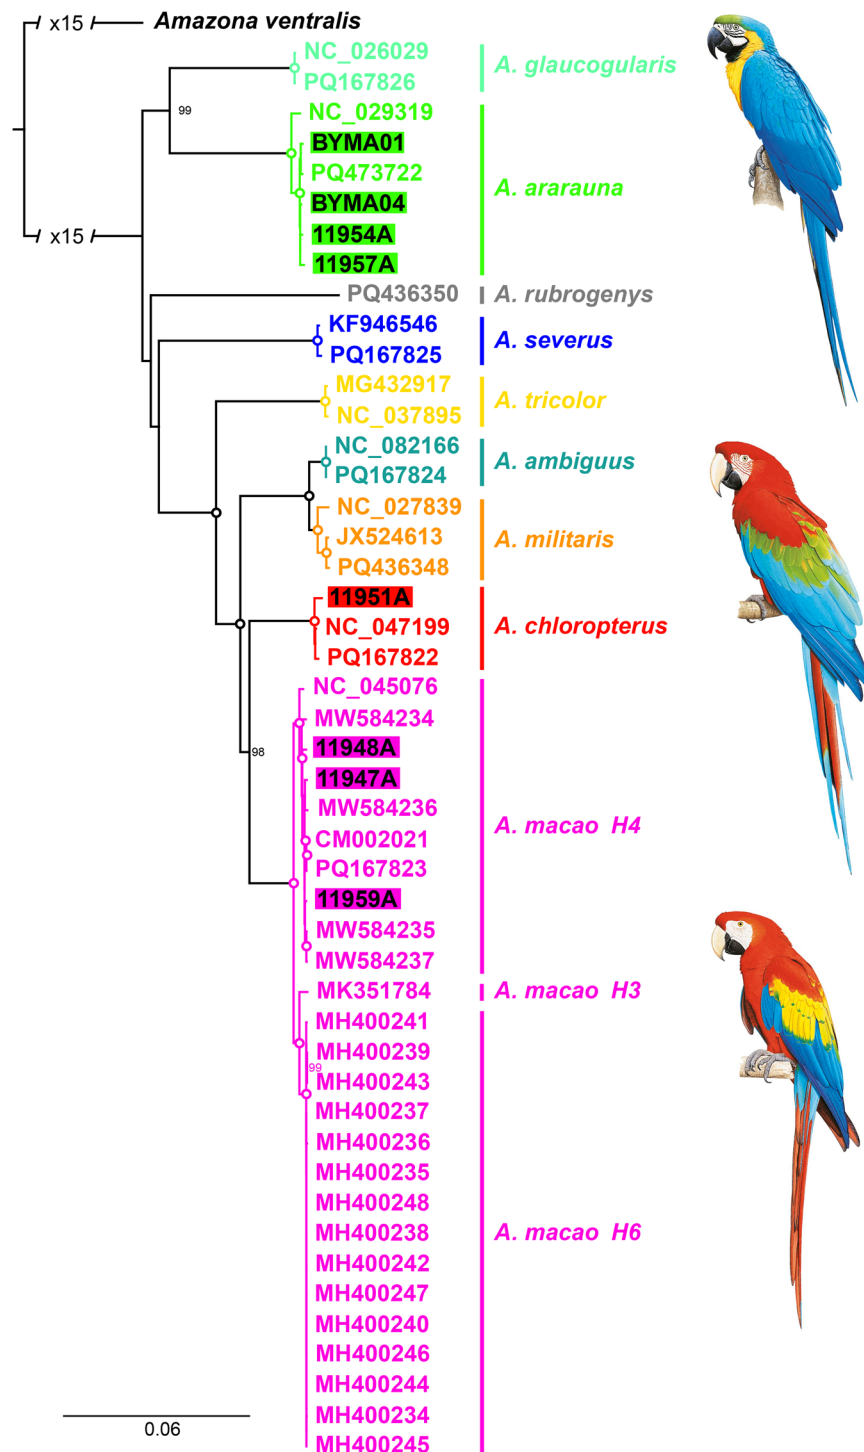 x15 Amazona ventralis
NC_026029
PQ167826
A. glaucogularis
99
NC_029319
BYMA01
PQ473722
BYMA04
11954A
11957A
A. ararauna
x15
PQ436350
A. rubrogenys
KF946546
PQ167825
A. severus
MG432917
NC_037895
A. tricolor
NC_082166
PQ167824
A. ambiguus
NC_027839
JX524613
PQ436348
A. militaris
11951A
NC_047199
PQ167822
A. chloropterus
98
NC_045076
MW584234
11948A
11947A
MW584236
CM002021
PQ167823
11959A
MW584235
MW584237
A. macao H4
MK351784
A. macao H3
MH400241
MH400239
99
MH400243
MH400237
MH400236
MH400235
MH400248
MH400238
MH400242
MH400247
MH400240
MH400246
MH400244
MH400234
MH400245
A. macao H6
0.06